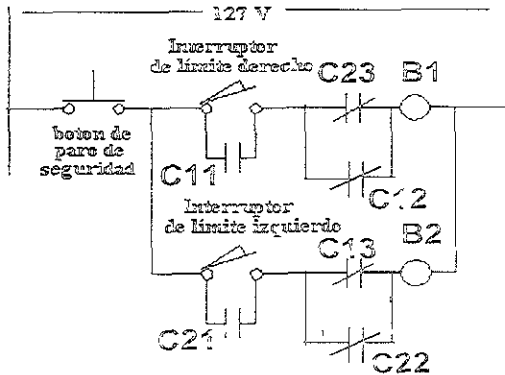 127 V
Interruptor
de límite derecho
C23
B1
boton de
paro de
seguridad
C11
C12
Interruptor
de límite izquierdo
B2
C13
C21
C22